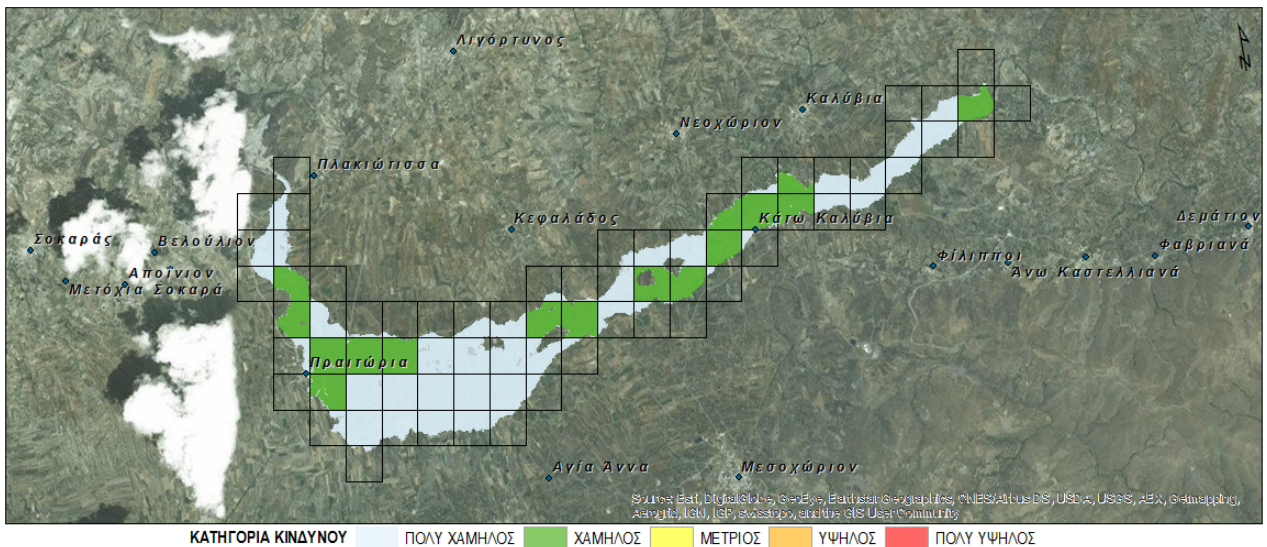 Λιγόρτυνος
Καλύβια
Νεοχώριον
Πλακιώτισσα
Κεφαλάδος
Κάτω Καλύβια
Δεμάτιον
Σοκαράς
Βελούλιον
Φαβριανά
Φίλιπποι
Άνω Καστελλιανά
Αποΐνιον
Μετόχια Σοκαρά
Πραιτώρια
Αγία Άννα
Μεσοχώριον
Source: Esri, DigitalGlobe, GeoEye, Earthstar Geographics, CNES/Airbus DS, USDA, USGS, AEX, Getmapping,
Aerogrid, IGN, IGP, swisstopo, and the GIS User Community
ΚΑΤΗΓΟΡΙΑ ΚΙΝΔΥΝΟΥ ΠΟΛΥ ΧΑΜΗΛΟΣ ΧΑΜΗΛΟΣ ΜΕΤΡΙΟΣ ΥΨΗΛΟΣ ΠΟΛΥ ΥΨΗΛΟΣ